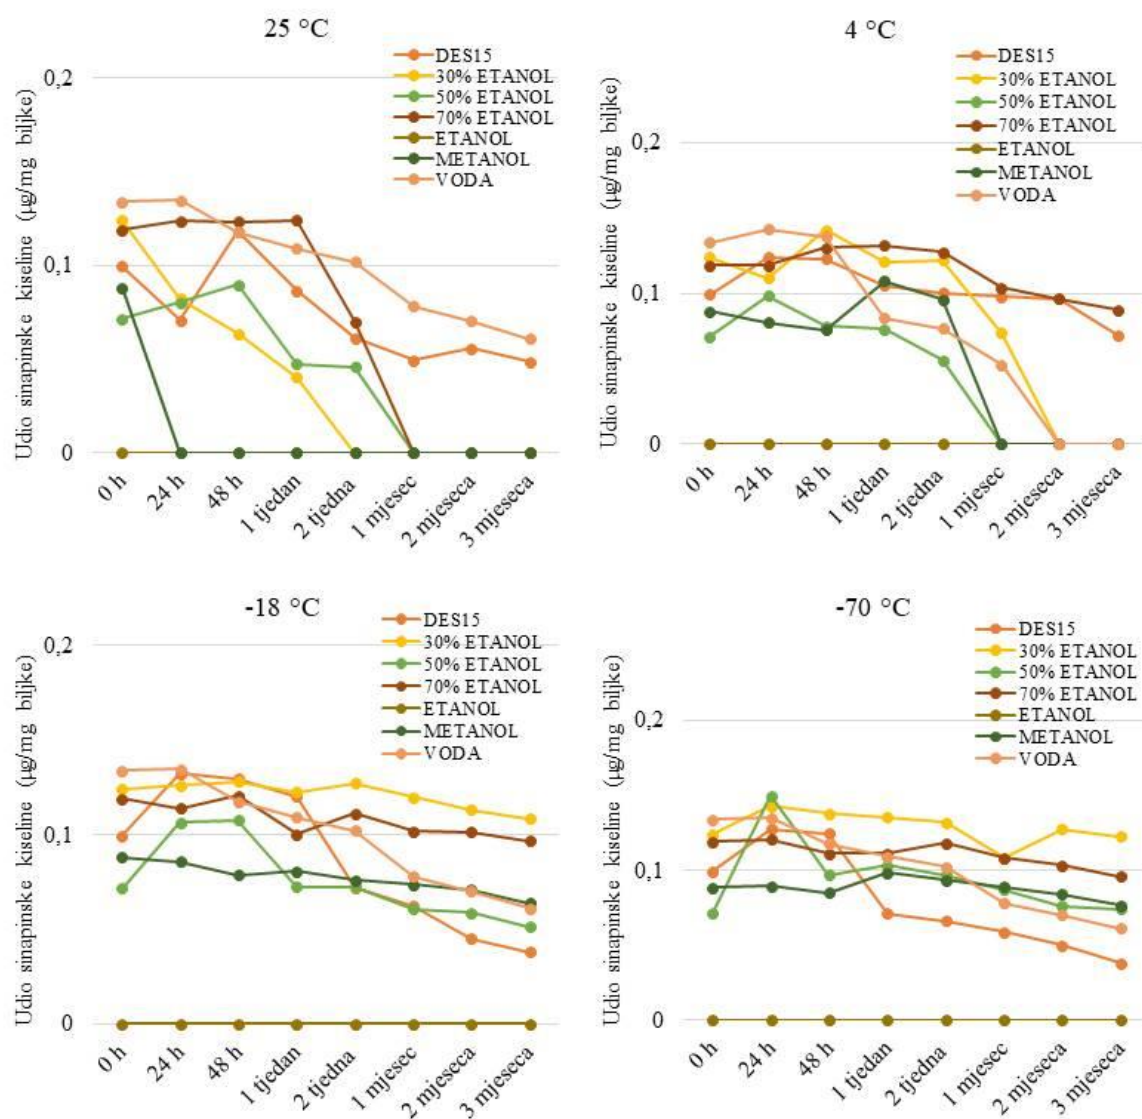 25 °C
DES15
30% ETANOL
50% ETANOL
70% ETANOL
ETANOL
METANOL
VODA
Udio sinapinske kiseline (µg/mg biljke)
0,2
0,1
0
0 h
24 h
48 h
1 tjedan
2 tjedna
1 mjesec
2 mjeseca
3 mjeseca
4 °C
DES15
30% ETANOL
50% ETANOL
70% ETANOL
ETANOL
METANOL
VODA
Udio sinapinske kiseline (µg/mg biljke)
0,2
0,1
0
0 h
24 h
48 h
1 tjedan
2 tjedna
1 mjesec
2 mjeseca
3 mjeseca
-18 °C
DES15
30% ETANOL
50% ETANOL
70% ETANOL
ETANOL
METANOL
VODA
Udio sinapinske kiseline (µg/mg biljke)
0,2
0,1
0
0 h
24 h
48 h
1 tjedan
2 tjedna
1 mjesec
2 mjeseca
3 mjeseca
-70 °C
DES15
30% ETANOL
50% ETANOL
70% ETANOL
ETANOL
METANOL
VODA
Udio sinapinske kiseline (µg/mg biljke)
0,2
0,1
0
0 h
24 h
48 h
1 tjedan
2 tjedna
1 mjesec
2 mjeseca
3 mjeseca